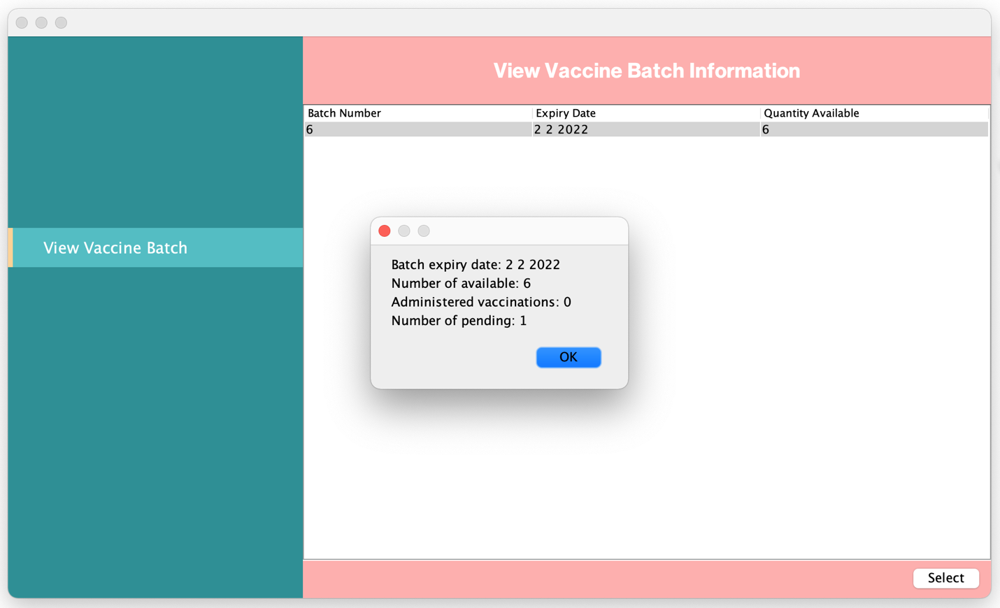 View Vaccine Batch Information
Batch Number Expiry Date Quantity Available
6 2 2 2022 6
View Vaccine Batch
Batch expiry date: 2 2 2022
Number of available: 6
Administered vaccinations: 0
Number of pending: 1
OK
Select